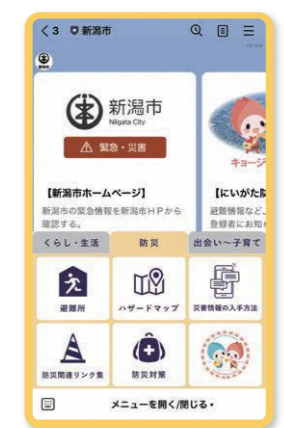 3 新潟市
新潟市
Niigata City
緊急・災害
キョージ
【新潟市ホームページ】
【にいがた防
新潟市の緊急情報を新潟市HPから
確認する。
避難情報など、
登録者にお知
くらし・生活
防災
出会い〜子育て
避難所
ハザードマップ
災害情報の入手方法
防災関連リンク集
防災対策
メニューを開く/閉じる